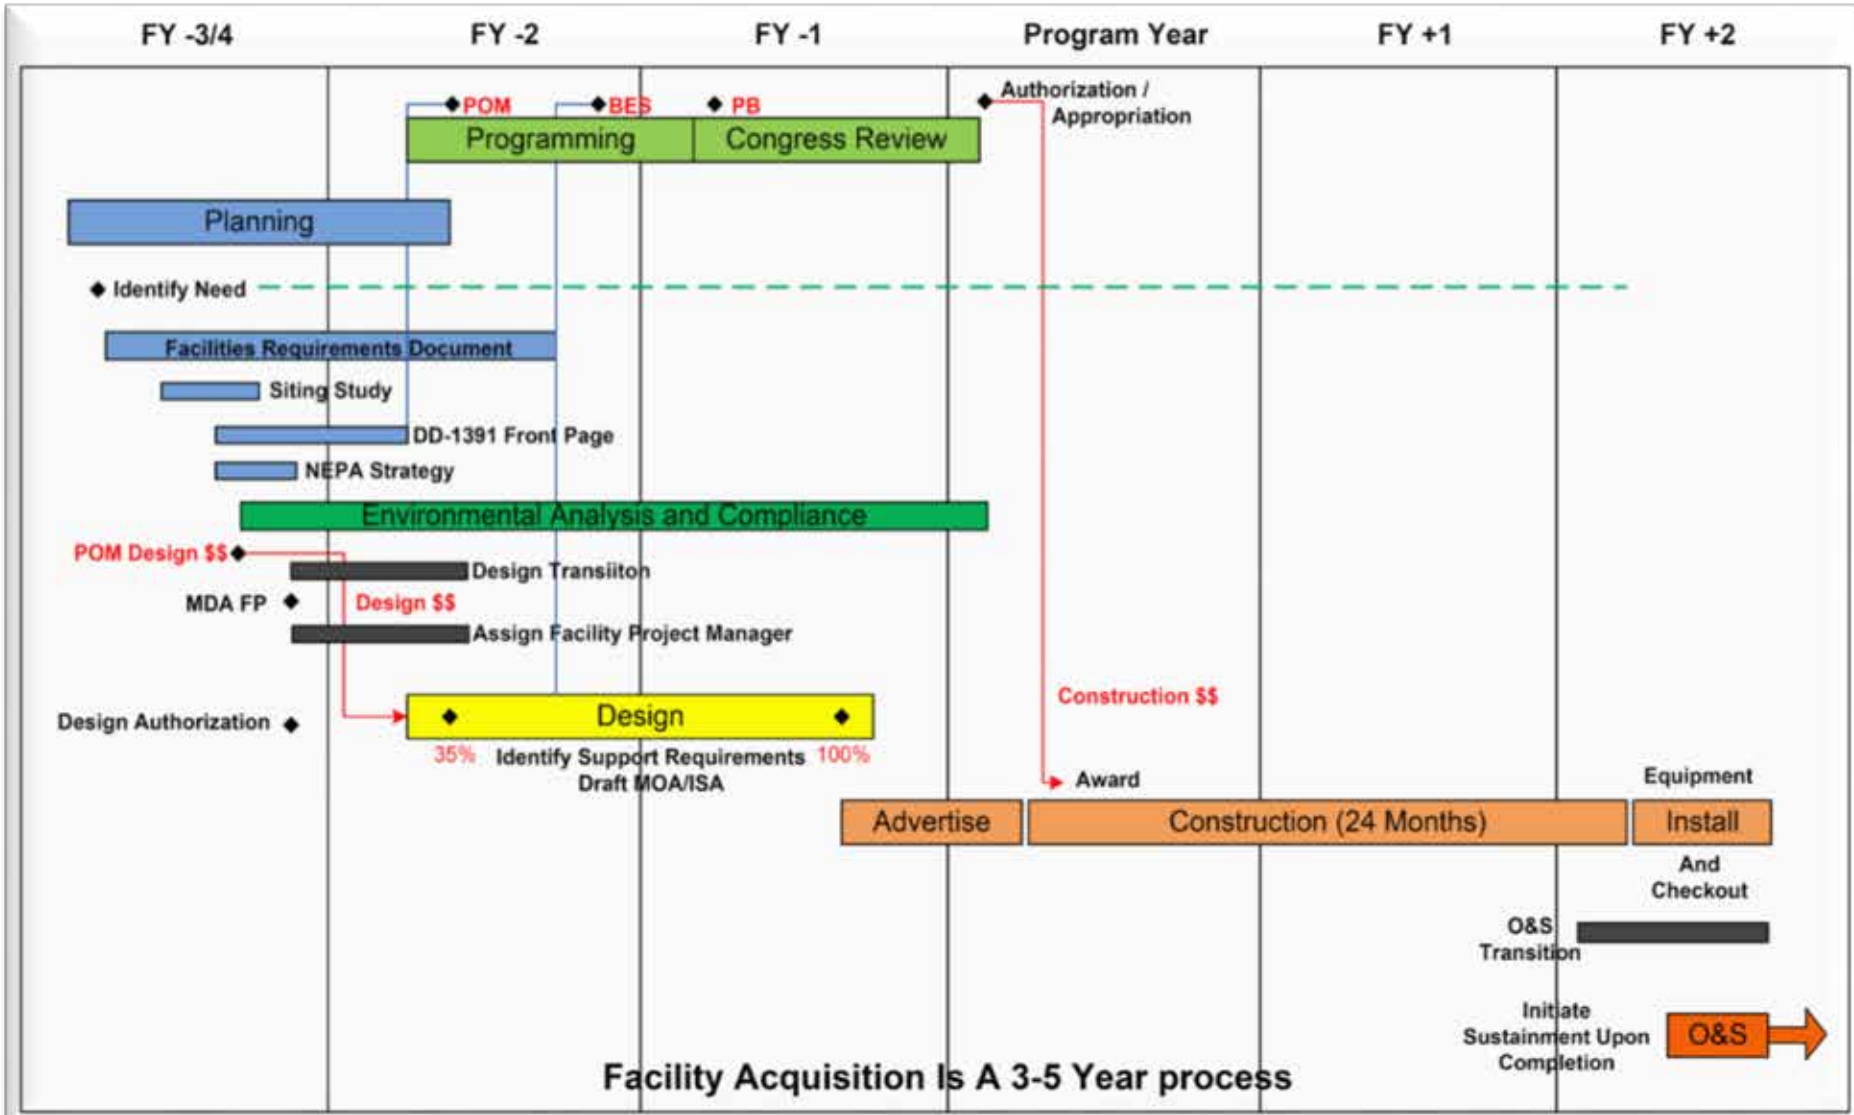 FY -3/4
FY -2
FY -1
Program Year
FY +1
FY +2
POM
BES
PB
Authorization /
Appropriation
Programming
Congress Review
Planning
Identify Need
Facilities Requirements Document
Siting Study
DD-1391 Front Page
NEPA Strategy
Environmental Analysis and Compliance
POM Design $$
Design Transiiton
MDA FP
Design $$
Assign Facility Project Manager
Construction $$
Design Authorization
Design
35%
Identify Support Requirements
100%
Draft MOA/ISA
Award
Equipment
Advertise
Construction (24 Months)
Install
And
Checkout
O&S
Transition
Initiate
Sustainment Upon
Completion
O&S
Facility Acquisition Is A 3-5 Year process